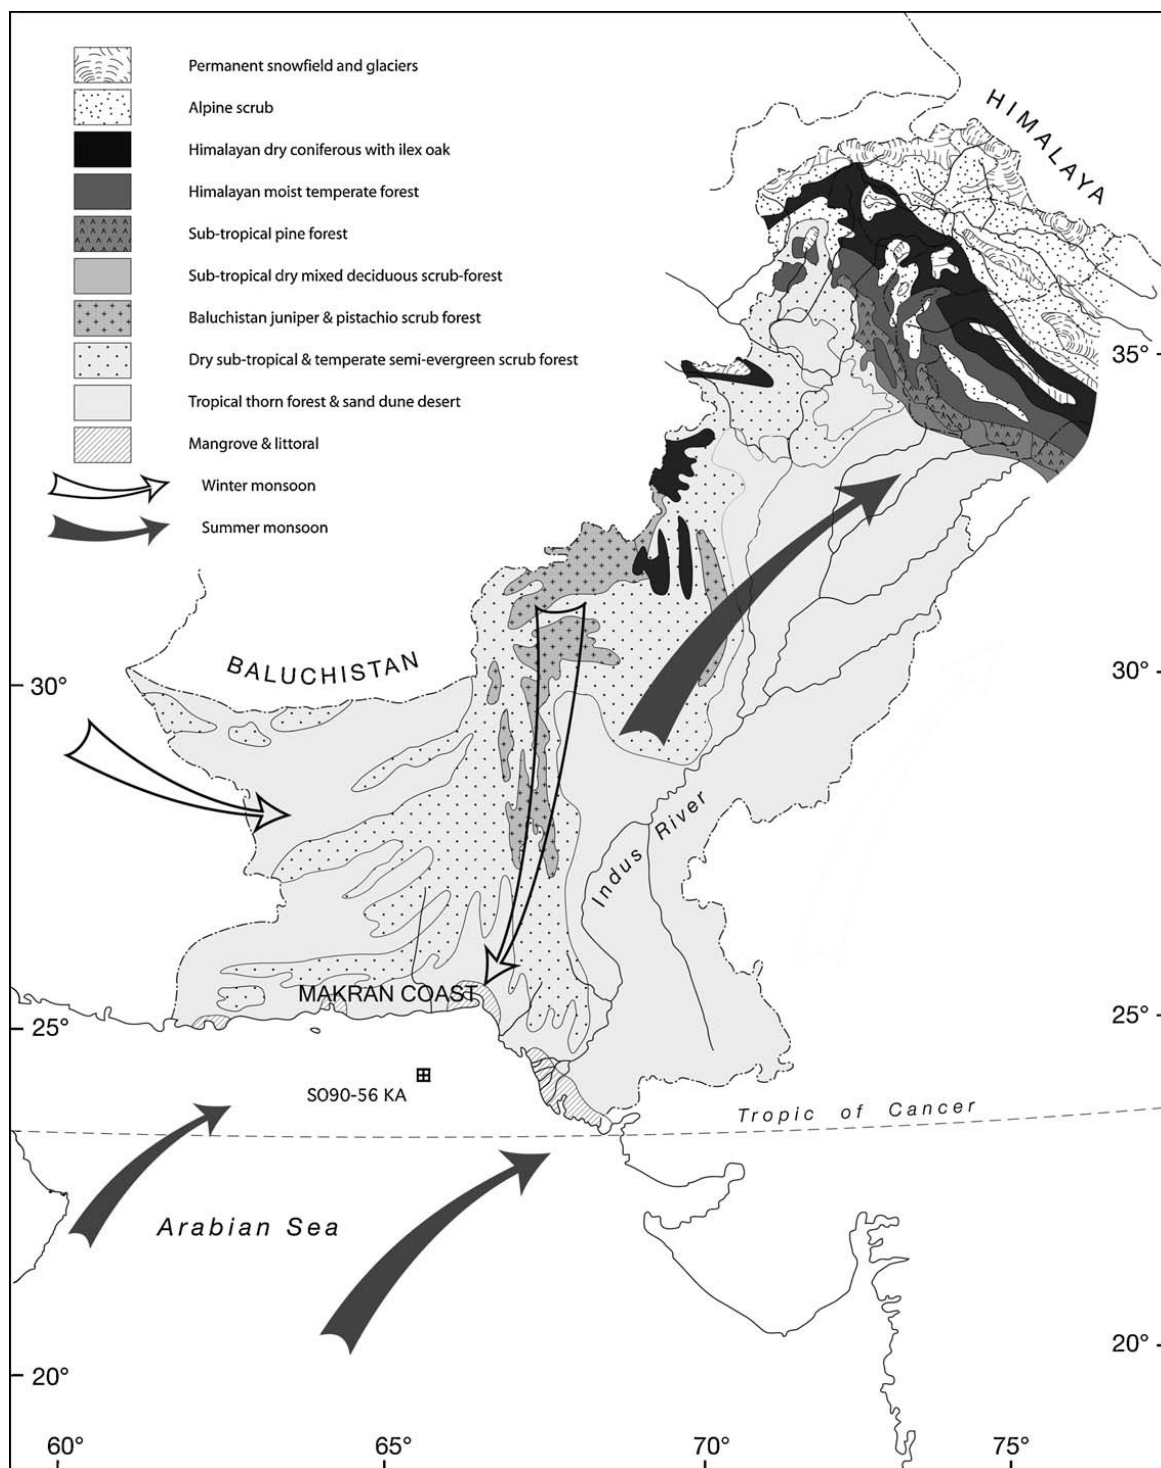 Permanent snowfield and glaciers
Alpine scrub
Himalayan dry coniferous with ilex oak
Himalayan moist temperate forest
Sub-tropical pine forest
Sub-tropical dry mixed deciduous scrub-forest
Baluchistan juniper & pistachio scrub forest
Dry sub-tropical & temperate semi-evergreen scrub forest
Tropical thorn forest & sand dune desert
Mangrove & littoral
Winter monsoon
Summer monsoon
HIMALAYA
35°
BALUCHISTAN
30°
30°
Indus River
MAKRAN COAST
25°
25°
SO90-56 KA
Tropic of Cancer
Arabian Sea
20°
20°
60°
65°
70°
75°